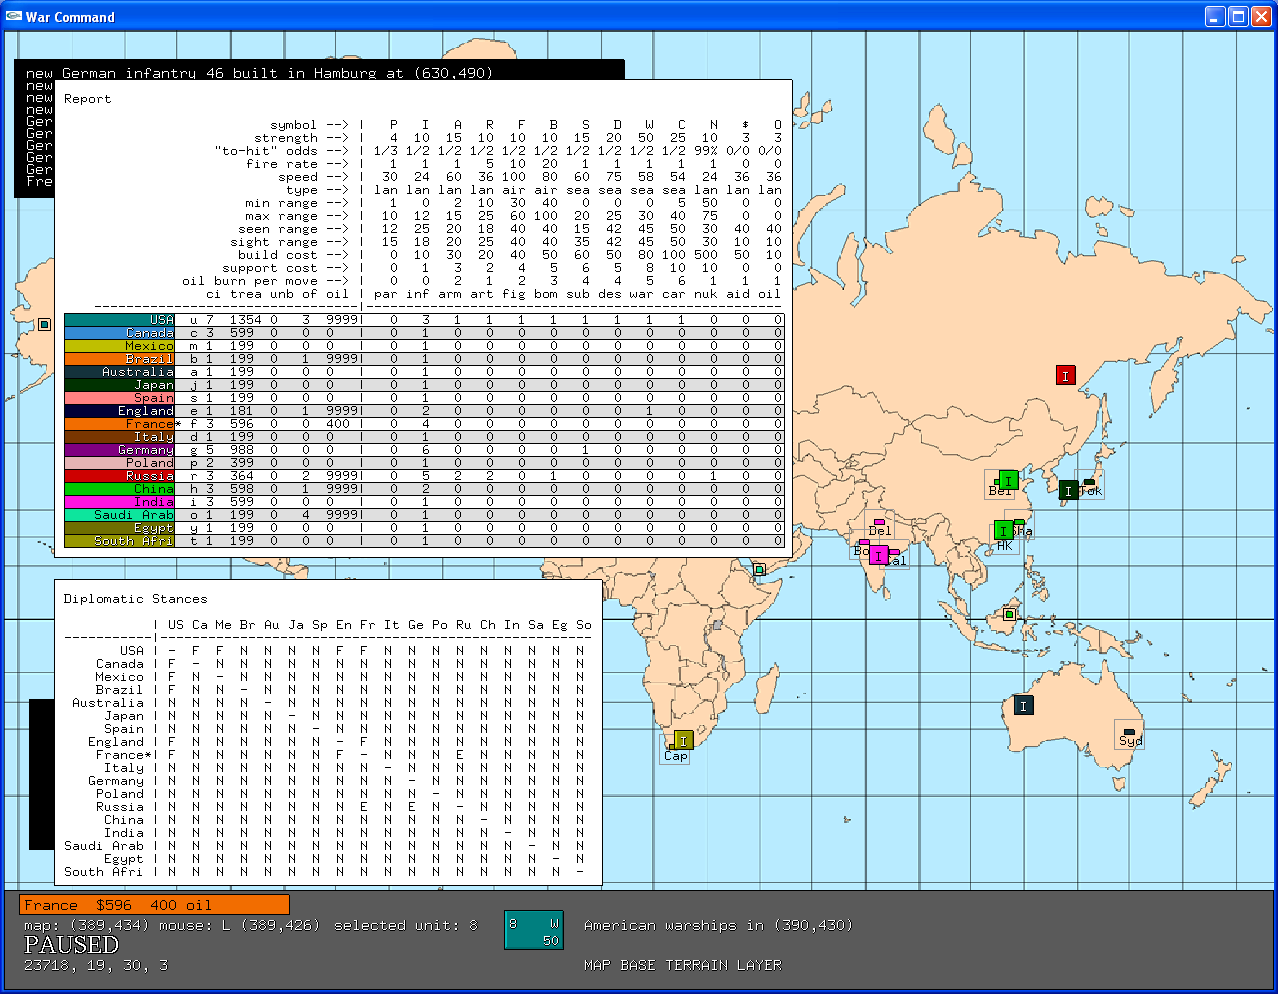 War Command
new German infantry 46 built in Hamburg at (630,490)
new
new
new
Ger
Ger
Ger
Ger
Ger
Fre
Report
symbol --> | P I A R F B S D W C N $ O
strength --> | 4 10 15 10 10 10 15 20 50 25 10 3 3
"to-hit" odds --> | 1/3 1/2 1/2 1/2 1/2 1/2 1/2 1/2 1/2 1/2 99% 0/0 0/0
fire rate --> | 1 1 1 5 10 20 1 1 1 1 1 0 0
speed --> | 30 24 60 36 100 80 60 75 58 54 24 36 36
type --> | lan lan lan lan air air sea sea sea sea lan lan lan
min range --> | 1 0 2 10 30 40 0 0 0 5 50 0 0
max range --> | 10 12 15 25 60 100 20 25 30 40 75 0 0
seen range --> | 12 25 20 18 40 40 15 42 45 50 30 40 40
sight range --> | 15 18 20 25 40 40 35 42 45 50 30 10 10
build cost --> | 0 10 30 20 40 50 60 50 80 100 500 50 10
support cost --> | 0 1 3 2 4 5 6 5 8 10 10 0 0
oil burn per move --> | 0 0 2 1 2 3 4 4 5 6 1 1 1
ci trea unb of oil | par inf arm art fig bom sub des war car nuk aid oil
USA u 7 1354 0 3 9999| 0 3 1 1 1 1 1 1 1 1 0 0 0
Canada c 3 599 0 0 0 | 0 1 0 0 0 0 0 0 0 0 0 0 0
Mexico m 1 199 0 0 0 | 0 1 0 0 0 0 0 0 0 0 0 0 0
Brazil b 1 199 0 1 9999| 0 1 0 0 0 0 0 0 0 0 0 0 0
Australia a 1 199 0 0 0 | 0 1 0 0 0 0 0 0 0 0 0 0 0
Japan j 1 199 0 0 0 | 0 1 0 0 0 0 0 0 0 0 0 0 0
Spain s 1 199 0 0 0 | 0 1 0 0 0 0 0 0 0 0 0 0 0
England e 1 181 0 1 9999| 0 2 0 0 0 0 0 0 1 0 0 0 0
France* f 3 596 0 0 400 | 0 4 0 0 0 0 0 0 0 0 0 0 0
Italy d 1 199 0 0 0 | 0 1 0 0 0 0 0 0 0 0 0 0 0
Germany g 5 988 0 0 0 | 0 6 0 0 0 0 1 0 0 0 0 0 0
Poland p 2 399 0 0 0 | 0 1 0 0 0 0 0 0 0 0 0 0 0
Russia r 3 364 0 2 9999| 0 5 2 2 0 1 0 0 0 0 1 0 0
China h 3 598 0 1 9999| 0 2 0 0 0 0 0 0 0 0 0 0 0
India i 3 599 0 0 0 | 0 1 0 0 0 0 0 0 0 0 0 0 0
Saudi Arab o 1 199 0 4 9999| 0 1 0 0 0 0 0 0 0 0 0 0 0
Egypt y 1 199 0 0 0 | 0 1 0 0 0 0 0 0 0 0 0 0 0
South Afri t 1 199 0 0 0 | 0 1 0 0 0 0 0 0 0 0 0 0 0
I
Bei I
I Tok
Del
I Sha
HK
Bo I Cal
I
Syd
I
Cap
Diplomatic Stances
| US Ca Me Br Au Ja Sp En Fr It Ge Po Ru Ch In Sa Eg So
USA | - F F N N N N F F N N N N N N N N N
Canada | F - N N N N N N N N N N N N N N N N
Mexico | F N - N N N N N N N N N N N N N N N
Brazil | F N N - N N N N N N N N N N N N N N
Australia | N N N N - N N N N N N N N N N N N N
Japan | N N N N N - N N N N N N N N N N N N
Spain | N N N N N N - N N N N N N N N N N N
England | F N N N N N N - F N N N N N N N N N
France*| F N N N N N N F - N N N E N N N N N
Italy | N N N N N N N N N - N N N N N N N N
Germany | N N N N N N N N N N - N N N N N N N
Poland | N N N N N N N N N N N - N N N N N N
Russia | N N N N N N N N E N E N - N N N N N
China | N N N N N N N N N N N N N - N N N N
India | N N N N N N N N N N N N N N - N N N
Saudi Arab | N N N N N N N N N N N N N N N - N N
Egypt | N N N N N N N N N N N N N N N N - N
South Afri | N N N N N N N N N N N N N N N N N -
France $596 400 oil
map: (389,434) mouse: L (389,426) selected unit: 8
8 W
50
American warships in (390,430)
PAUSED
23718, 19, 30, 3
MAP BASE TERRAIN LAYER